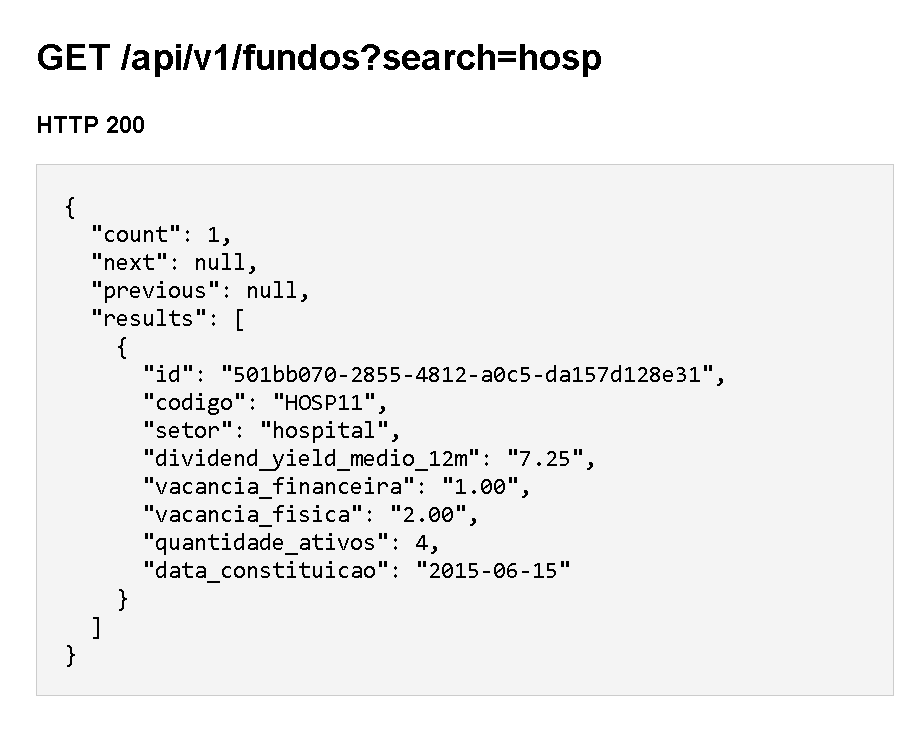 GET /api/v1/fundos?search=hosp
HTTP 200
{
  "count": 1,
  "next": null,
  "previous": null,
  "results": [
    {
      "id": "501bb070-2855-4812-a0c5-da157d128e31",
      "codigo": "HOSP11",
      "setor": "hospital",
      "dividend_yield_medio_12m": "7.25",
      "vacancia_financeira": "1.00",
      "vacancia_fisica": "2.00",
      "quantidade_ativos": 4,
      "data_constituicao": "2015-06-15"
    }
  ]
}